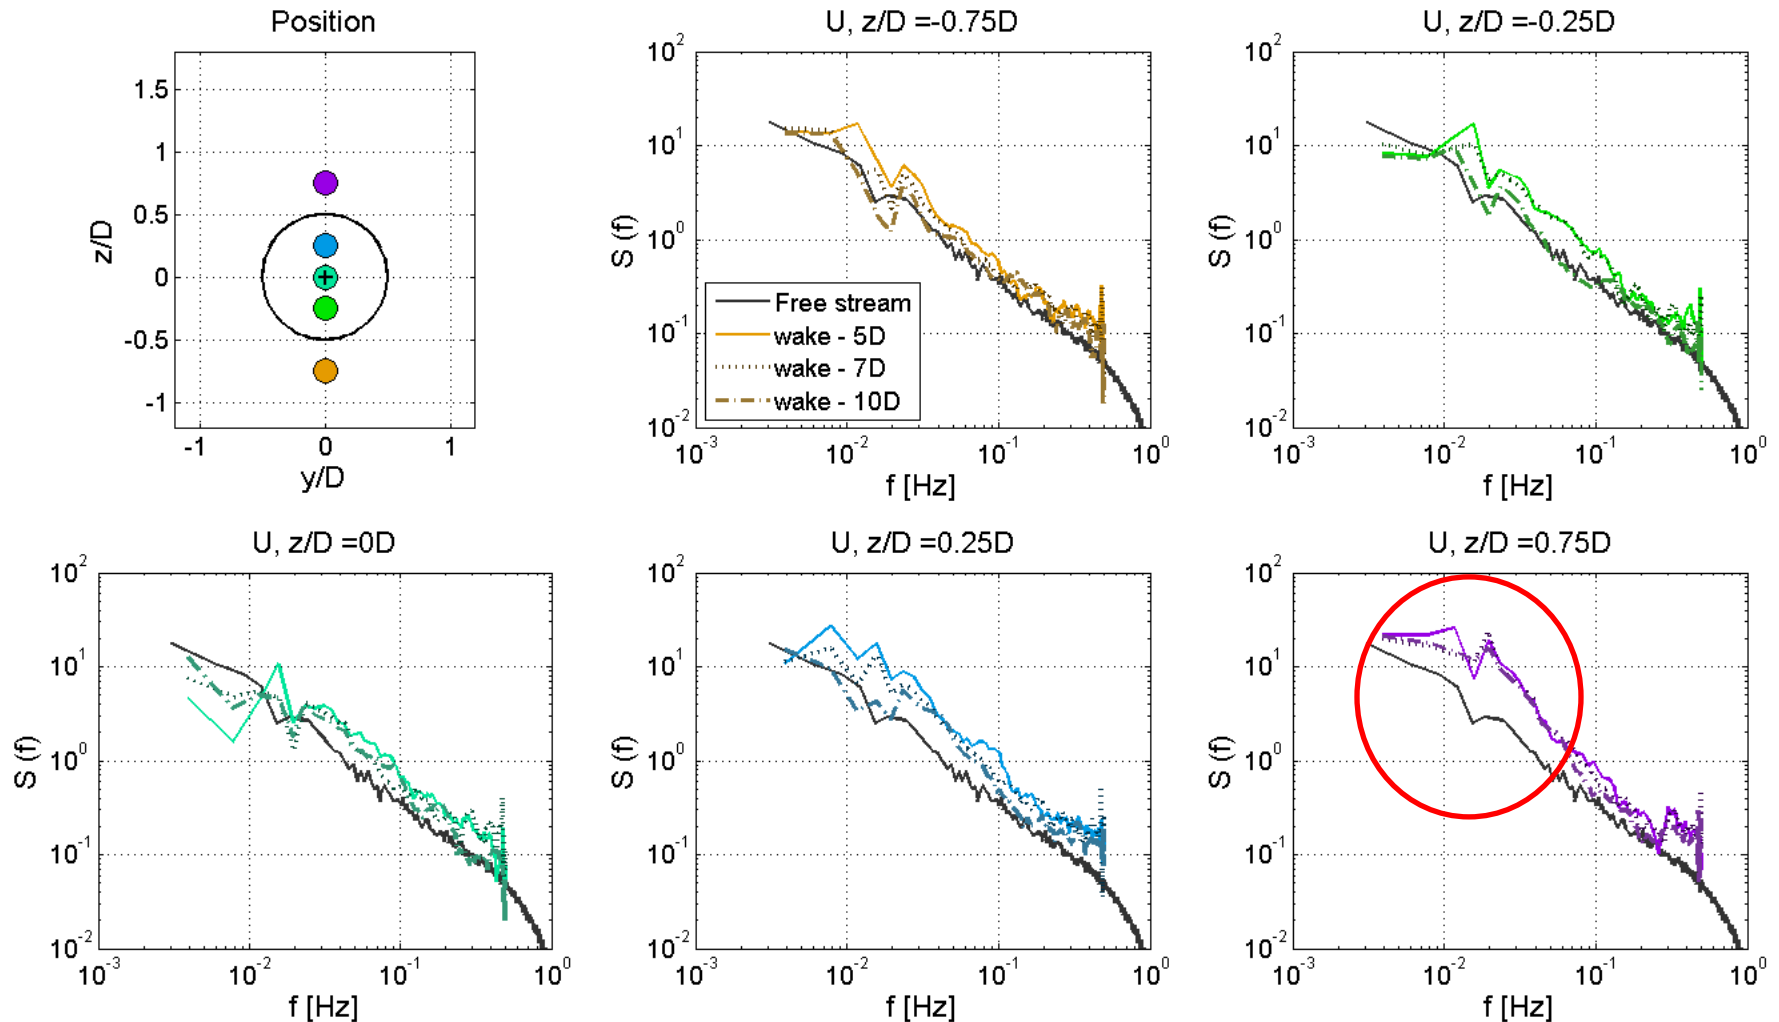 Position
1.5
1
0.5
0
-0.5
-1
z/D
-1 0 1
y/D
U, z/D =-0.75D
10^2
10^1
10^0
10^-1
10^-2
S (f)
Free stream
wake - 5D
wake - 7D
wake - 10D
10^-3 10^-2 10^-1 10^0
f [Hz]
U, z/D =-0.25D
10^2
10^1
10^0
10^-1
10^-2
S (f)
10^-3 10^-2 10^-1 10^0
f [Hz]
U, z/D =0D
10^2
10^1
10^0
10^-1
10^-2
S (f)
10^-3 10^-2 10^-1 10^0
f [Hz]
U, z/D =0.25D
10^2
10^1
10^0
10^-1
10^-2
S (f)
10^-3 10^-2 10^-1 10^0
f [Hz]
U, z/D =0.75D
10^2
10^1
10^0
10^-1
10^-2
S (f)
10^-3 10^-2 10^-1 10^0
f [Hz]